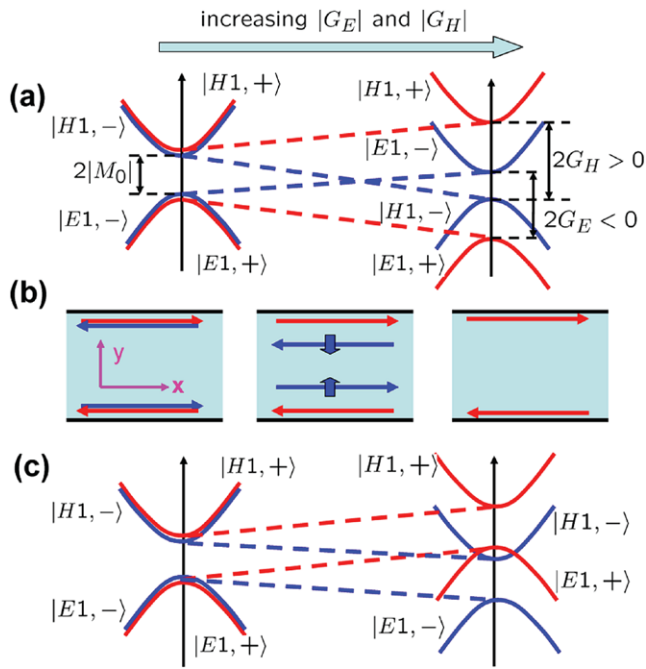 increasing |G_E| and |G_H|
(a)
|H1, +⟩
|H1, +⟩
|H1, −⟩
|E1, −⟩
2G_H > 0
2|M_0|
|H1, −⟩
2G_E < 0
|E1, −⟩
|E1, +⟩
|E1, +⟩
(b)
y
x
(c)
|H1, +⟩
|H1, +⟩
|H1, −⟩
|H1, −⟩
|E1, +⟩
|E1, −⟩
|E1, −⟩
|E1, +⟩